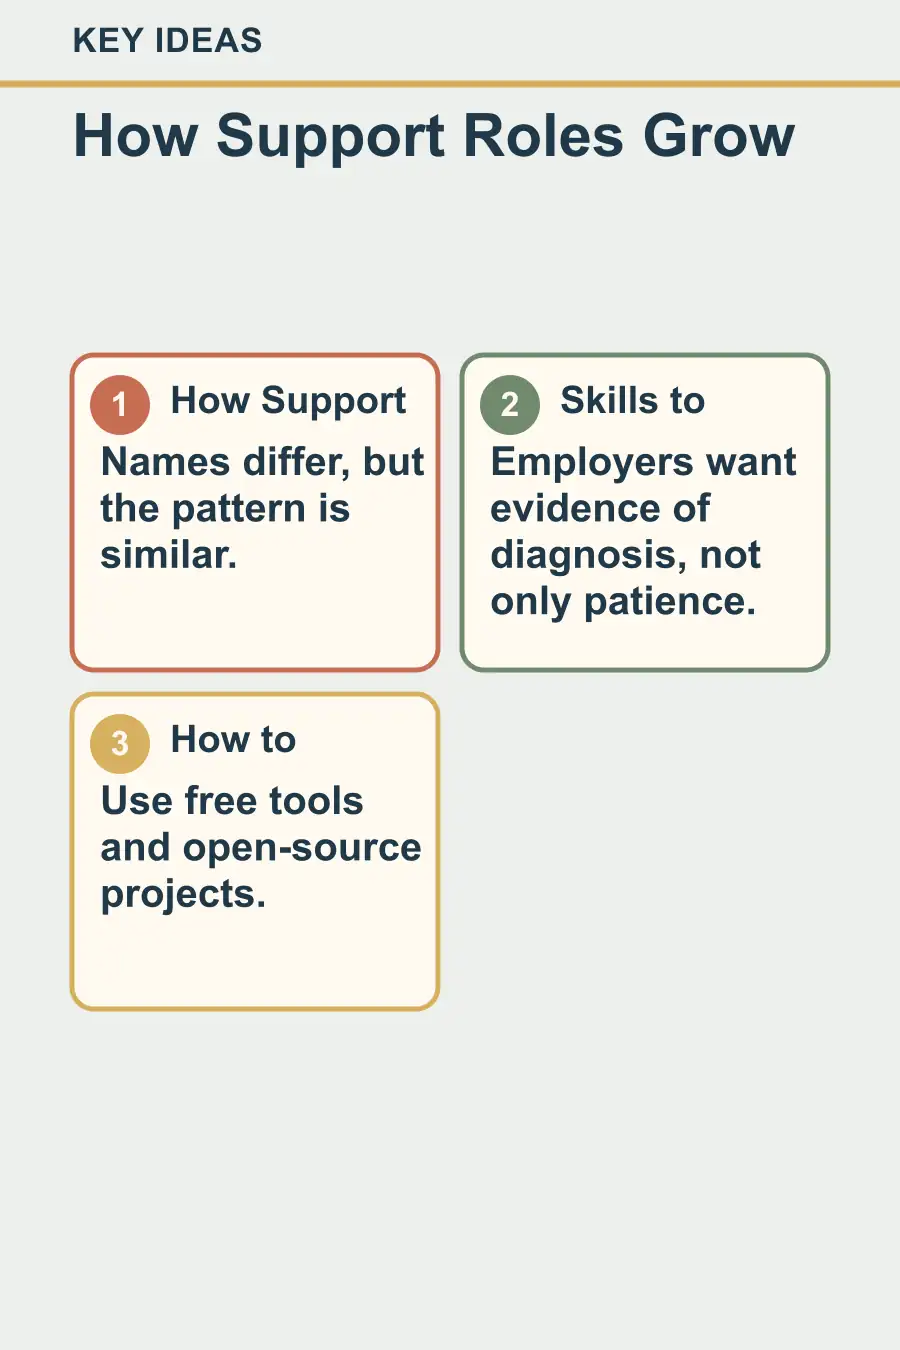 KEY IDEAS
How Support Roles Grow
1 How Support
Names differ, but
the pattern is
similar.
2 Skills to
Employers want
evidence of
diagnosis, not
only patience.
3 How to
Use free tools
and open-source
projects.